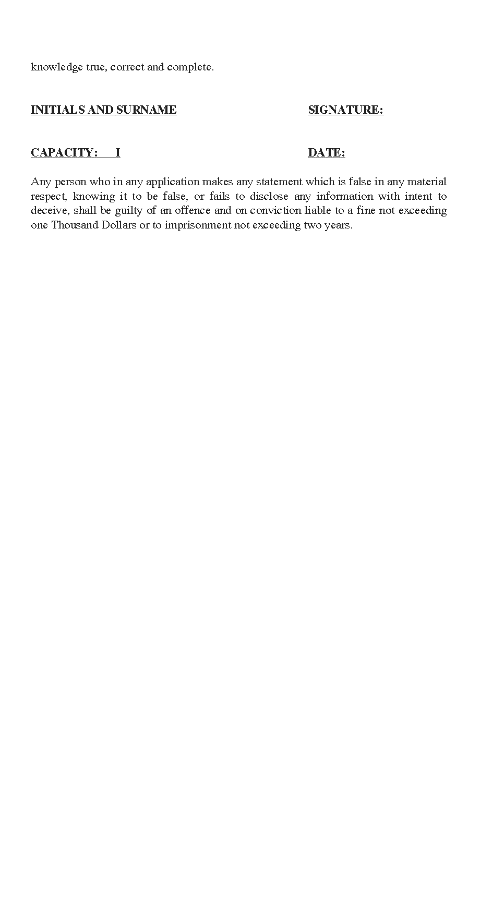 knowledge true, correct and complete.
INITIALS AND SURNAME SIGNATURE:
CAPACITY: I DATE:
Any person who in any application makes any statement which is false in any material
respect, knowing it to be false, or fails to disclose any information with intent to
deceive, shall be guilty of an offence and on conviction liable to a fine not exceeding
one Thousand Dollars or to imprisonment not exceeding two years.